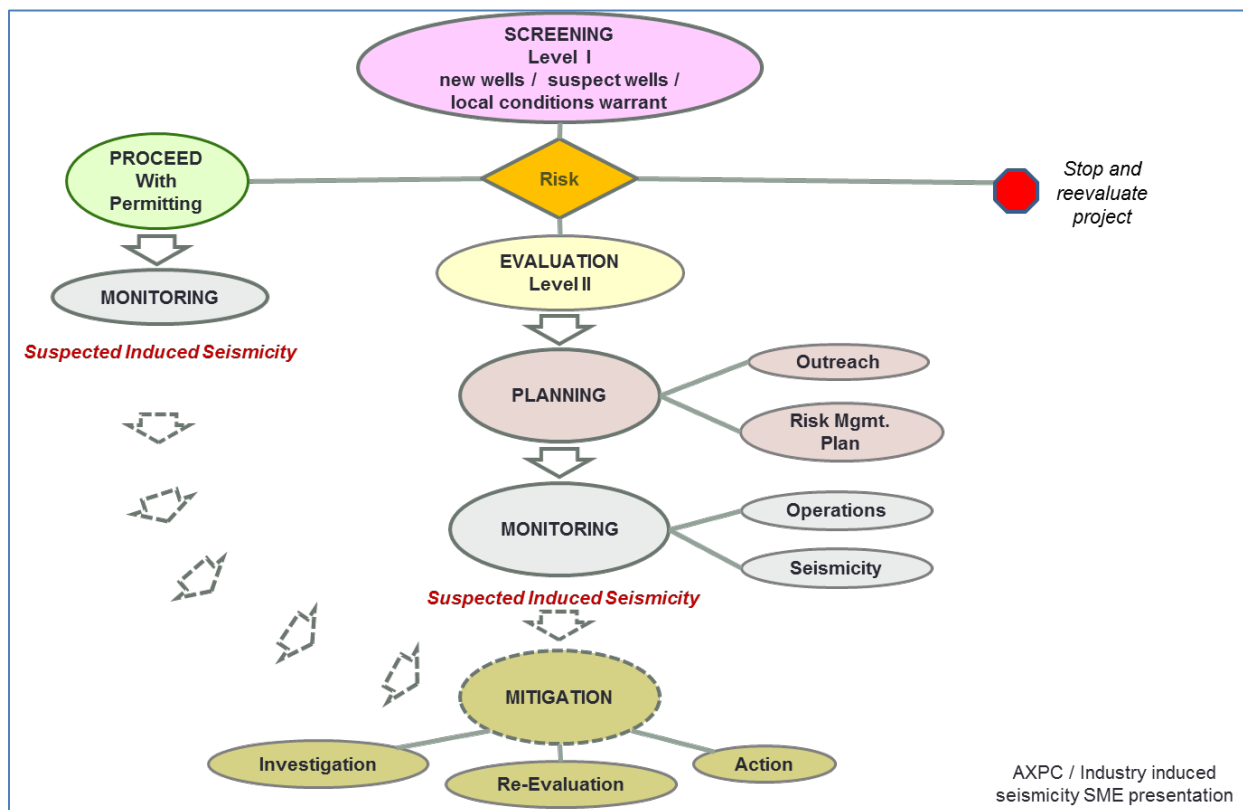 SCREENING
Level I
new wells / suspect wells /
local conditions warrant
PROCEED
With
Permitting
Risk
Stop and
reevaluate
project
MONITORING
EVALUATION
Level II
Suspected Induced Seismicity
PLANNING
Outreach
Risk Mgmt.
Plan
MONITORING
Operations
Seismicity
Suspected Induced Seismicity
MITIGATION
Investigation
Re-Evaluation
Action
AXPC / Industry induced
seismicity SME presentation